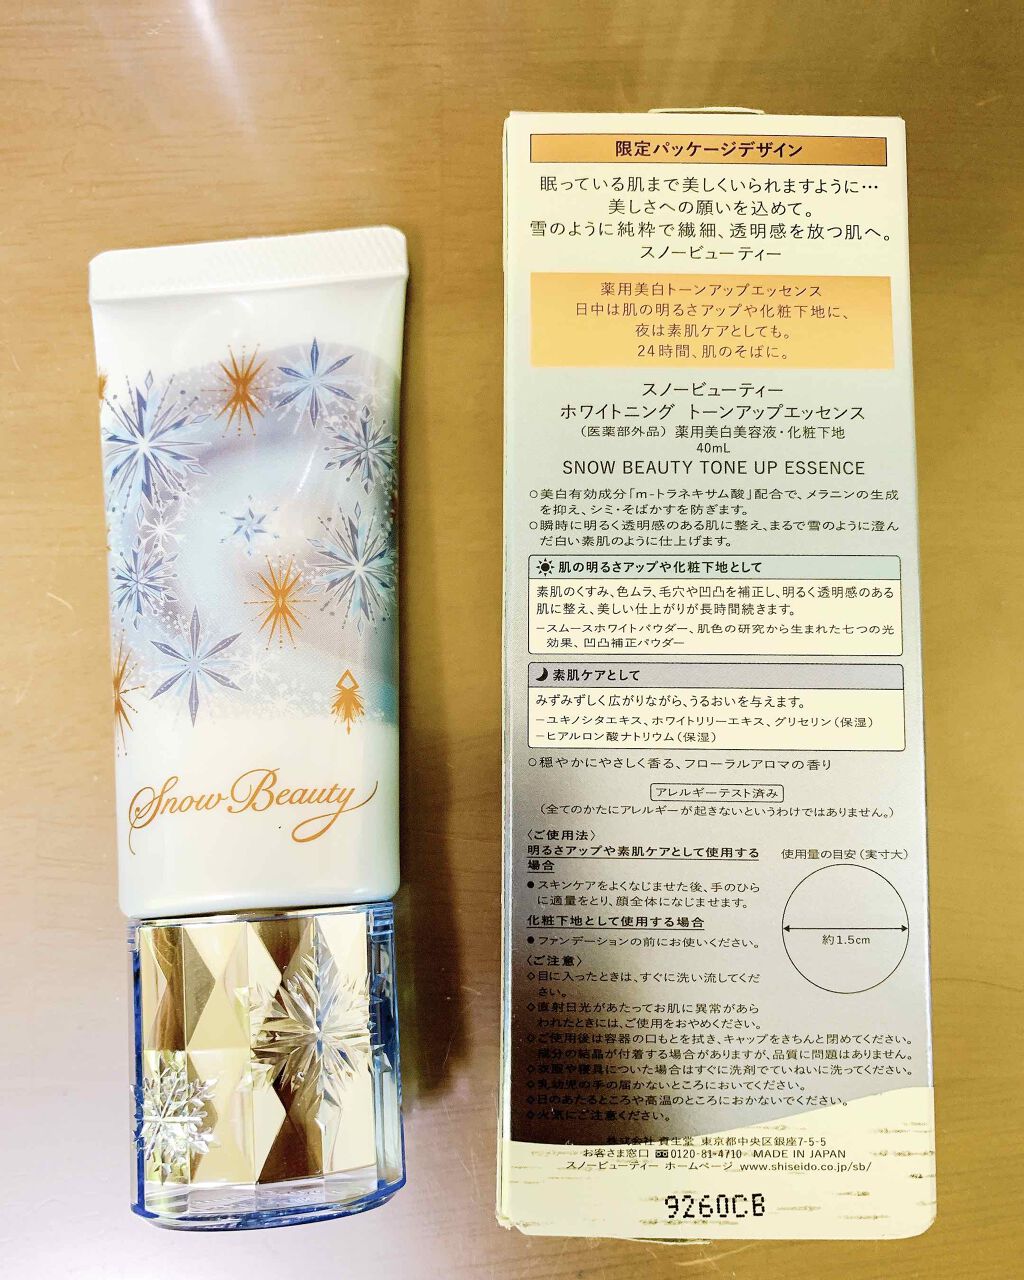 Snow Beauty
限定パッケージデザイン
眠っている肌まで美しくいられますように…
美しさへの願いを込めて。
雪のように純粋で繊細、透明感を放つ肌へ。
スノービューティー
薬用美白トーンアップエッセンス
日中は肌の明るさアップや化粧下地に、
夜は素肌ケアとしても。
24時間、肌のそばに。
スノービューティー
ホワイトニング トーンアップエッセンス
（医薬部外品） 薬用美白美容液・化粧下地
40mL
SNOW BEAUTY TONE UP ESSENCE
○美白有効成分「m-トラネキサム酸」配合で、メラニンの生成
を抑え、シミ・そばかすを防ぎます。
○瞬時に明るく透明感のある肌に整え、まるで雪のように澄ん
だ白い素肌のように仕上げます。
肌の明るさアップや化粧下地として
素肌のくすみ、色ムラ、毛穴や凹凸を補正し、明るく透明感のある
肌に整え、美しい仕上がりが長時間続きます。
－スムースホワイトパウダー、肌色の研究から生まれた七つの光
効果、凹凸補正パウダー
素肌ケアとして
みずみずしく広がりながら、うるおいを与えます。
－ユキノシタエキス、ホワイトリリーエキス、グリセリン（保湿）
－ヒアルロン酸ナトリウム（保湿）
○穏やかにやさしく香る、フローラルアロマの香り
アレルギーテスト済み
（全てのかたにアレルギーが起きないというわけではありません。）
〈ご使用法〉
明るさアップや素肌ケアとして使用する
場合
●スキンケアをよくなじませた後、手のひら
に適量をとり、顔全体になじませます。
化粧下地として使用する場合
●ファンデーションの前にお使いください。
使用量の目安（実寸大）
約1.5cm
〈ご注意〉
◇目に入ったときは、すぐに洗い流してくだ
さい。
◇直射日光があたってお肌に異常があら
われたときには、ご使用をおやめください。
◇ご使用後は容器の口もとを拭き、キャップをきちんと閉めてください。
成分の結晶が付着する場合がありますが、品質に問題はありません。
◇衣服や寝具についた場合はすぐに洗剤でていねいに洗ってください。
◇乳幼児の手の届かないところにおいてください。
◇日のあたるところや高温のところにおかないでください。
◇火気にご注意ください。
株式会社 資生堂 東京都中央区銀座7-5-5
お客さま窓口 0120-81-4710 MADE IN JAPAN
スノービューティー ホームページ www.shiseido.co.jp/sb/
9260CB